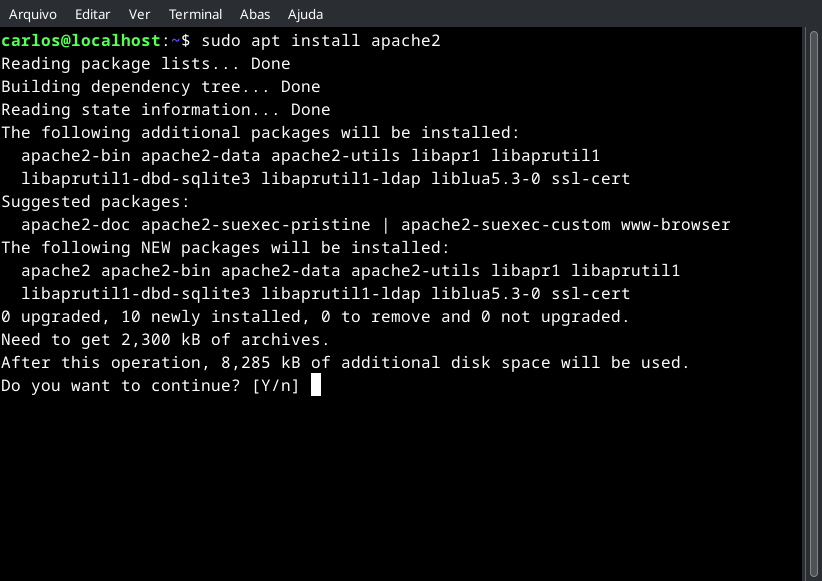 Arquivo Editar Ver Terminal Abas Ajuda
carlos@localhost:~$ sudo apt install apache2
Reading package lists... Done
Building dependency tree... Done
Reading state information... Done
The following additional packages will be installed:
  apache2-bin apache2-data apache2-utils libapr1 libaprutil1
  libaprutil1-dbd-sqlite3 libaprutil1-ldap liblua5.3-0 ssl-cert
Suggested packages:
  apache2-doc apache2-suexec-pristine | apache2-suexec-custom www-browser
The following NEW packages will be installed:
  apache2 apache2-bin apache2-data apache2-utils libapr1 libaprutil1
  libaprutil1-dbd-sqlite3 libaprutil1-ldap liblua5.3-0 ssl-cert
0 upgraded, 10 newly installed, 0 to remove and 0 not upgraded.
Need to get 2,300 kB of archives.
After this operation, 8,285 kB of additional disk space will be used.
Do you want to continue? [Y/n]